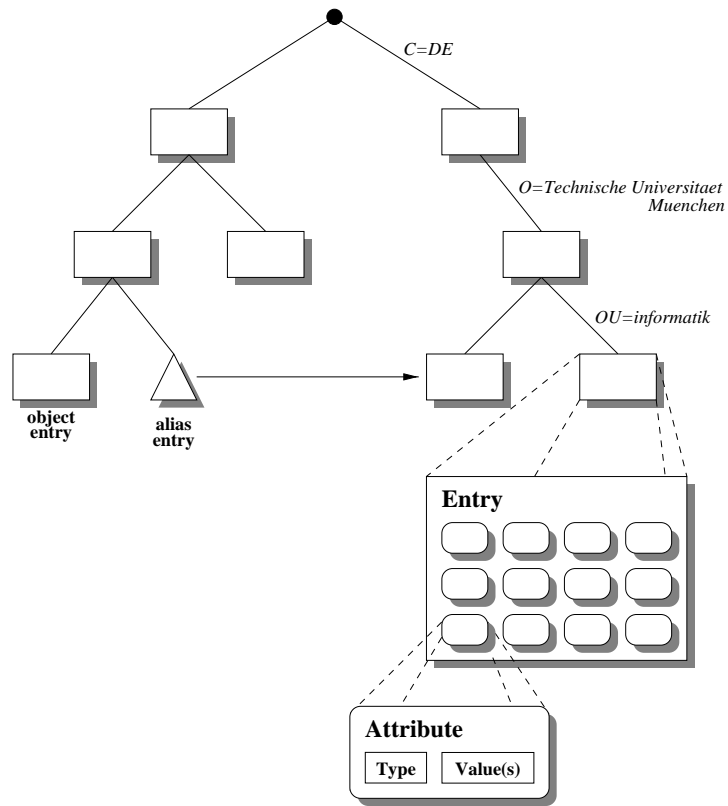 C=DE
O=Technische Universitaet
Muenchen
OU=informatik
object
entry
alias
entry
Entry
Attribute
Type
Value(s)